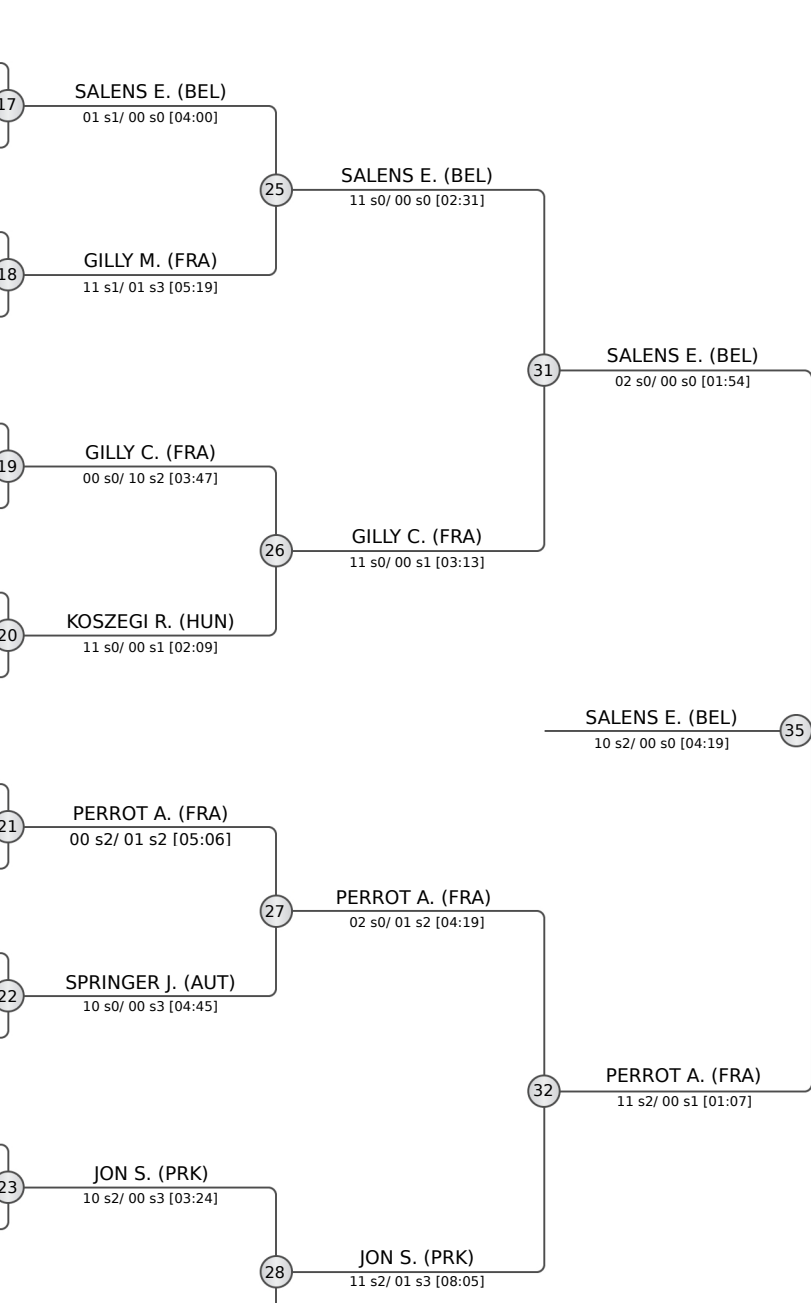 17
SALENS E. (BEL)
01 s1/ 00 s0 [04:00]
25
SALENS E. (BEL)
11 s0/ 00 s0 [02:31]
18
GILLY M. (FRA)
11 s1/ 01 s3 [05:19]
31
SALENS E. (BEL)
02 s0/ 00 s0 [01:54]
19
GILLY C. (FRA)
00 s0/ 10 s2 [03:47]
26
GILLY C. (FRA)
11 s0/ 00 s1 [03:13]
20
KOSZEGI R. (HUN)
11 s0/ 00 s1 [02:09]
SALENS E. (BEL)
10 s2/ 00 s0 [04:19]
35
21
PERROT A. (FRA)
00 s2/ 01 s2 [05:06]
27
PERROT A. (FRA)
02 s0/ 01 s2 [04:19]
22
SPRINGER J. (AUT)
10 s0/ 00 s3 [04:45]
32
PERROT A. (FRA)
11 s2/ 00 s1 [01:07]
23
JON S. (PRK)
10 s2/ 00 s3 [03:24]
28
JON S. (PRK)
11 s2/ 01 s3 [08:05]